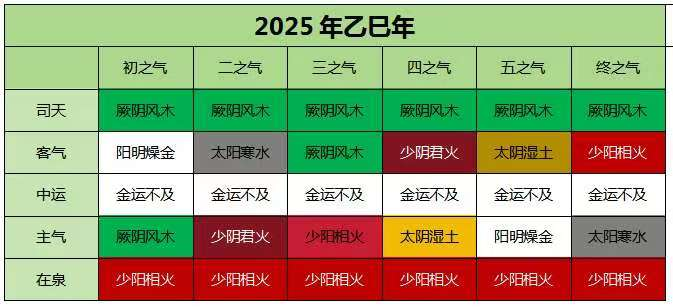 2025年乙巳年
初之气 二之气 三之气 四之气 五之气 终之气
司天 厥阴风木 厥阴风木 厥阴风木 厥阴风木 厥阴风木 厥阴风木
客气 阳明燥金 太阳寒水 厥阴风木 少阴君火 太阴湿土 少阳相火
中运 金运不及 金运不及 金运不及 金运不及 金运不及 金运不及
主气 厥阴风木 少阴君火 少阳相火 太阴湿土 阳明燥金 太阳寒水
在泉 少阳相火 少阳相火 少阳相火 少阳相火 少阳相火 少阳相火